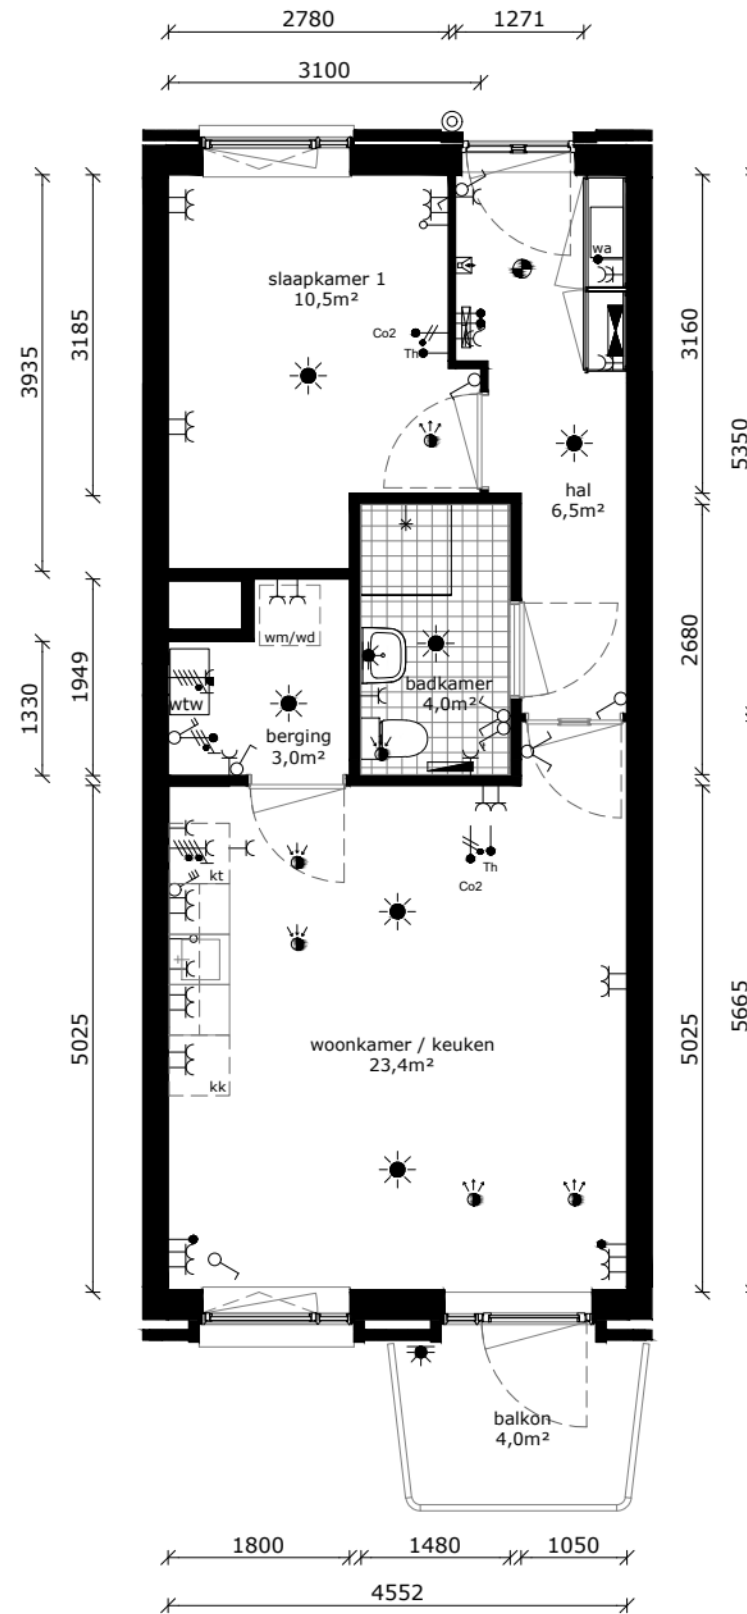 2780
1271
3100
slaapkamer 1
10,5m²
wa
Co2
Th
3935
3185
3160
5350
hal
6,5m²
wm/wd
wtw
berging
3,0m²
badkamer
4,0m²
1330
1949
2680
kt
Th
Co2
woonkamer / keuken
23,4m²
kk
5025
5025
5665
balkon
4,0m²
1800
1480
1050
4552